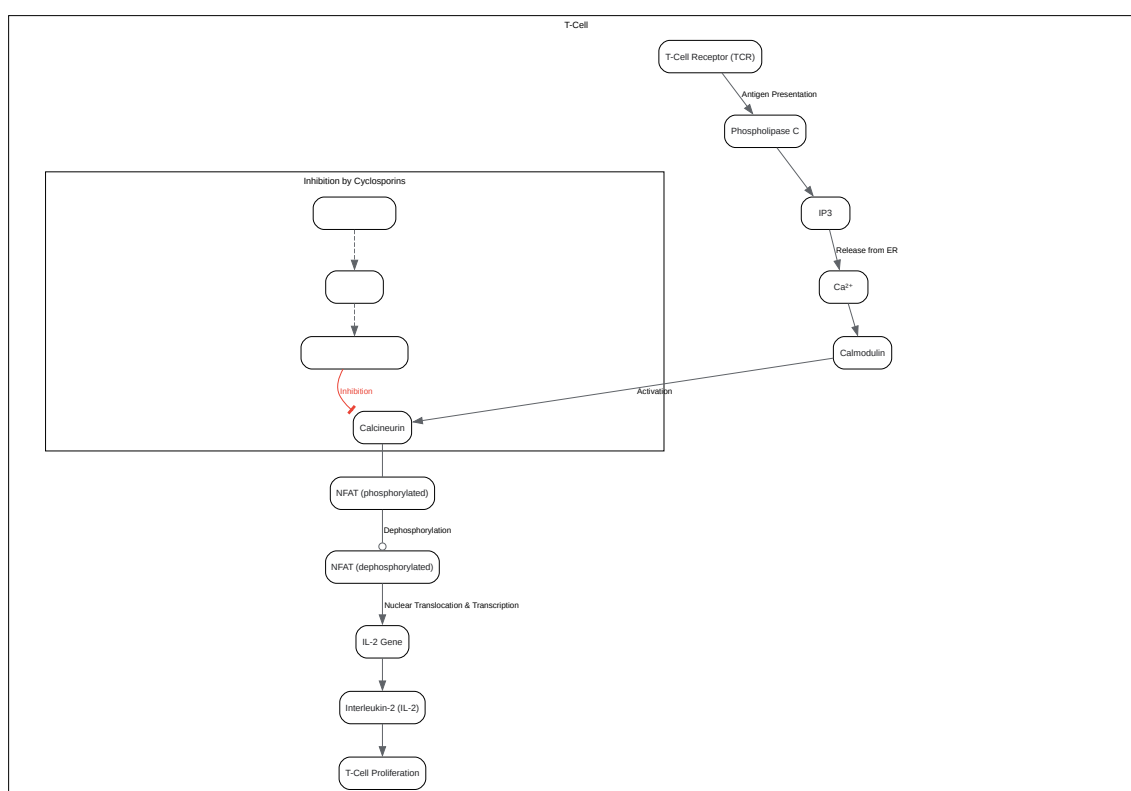 T-Cell
T-Cell Receptor (TCR)
Antigen Presentation
Phospholipase C
Inhibition by Cyclosporins
IP3
Release from ER
Ca²⁺
Calmodulin
Inhibition
Activation
Calcineurin
NFAT (phosphorylated)
Dephosphorylation
NFAT (dephosphorylated)
Nuclear Translocation & Transcription
IL-2 Gene
Interleukin-2 (IL-2)
T-Cell Proliferation